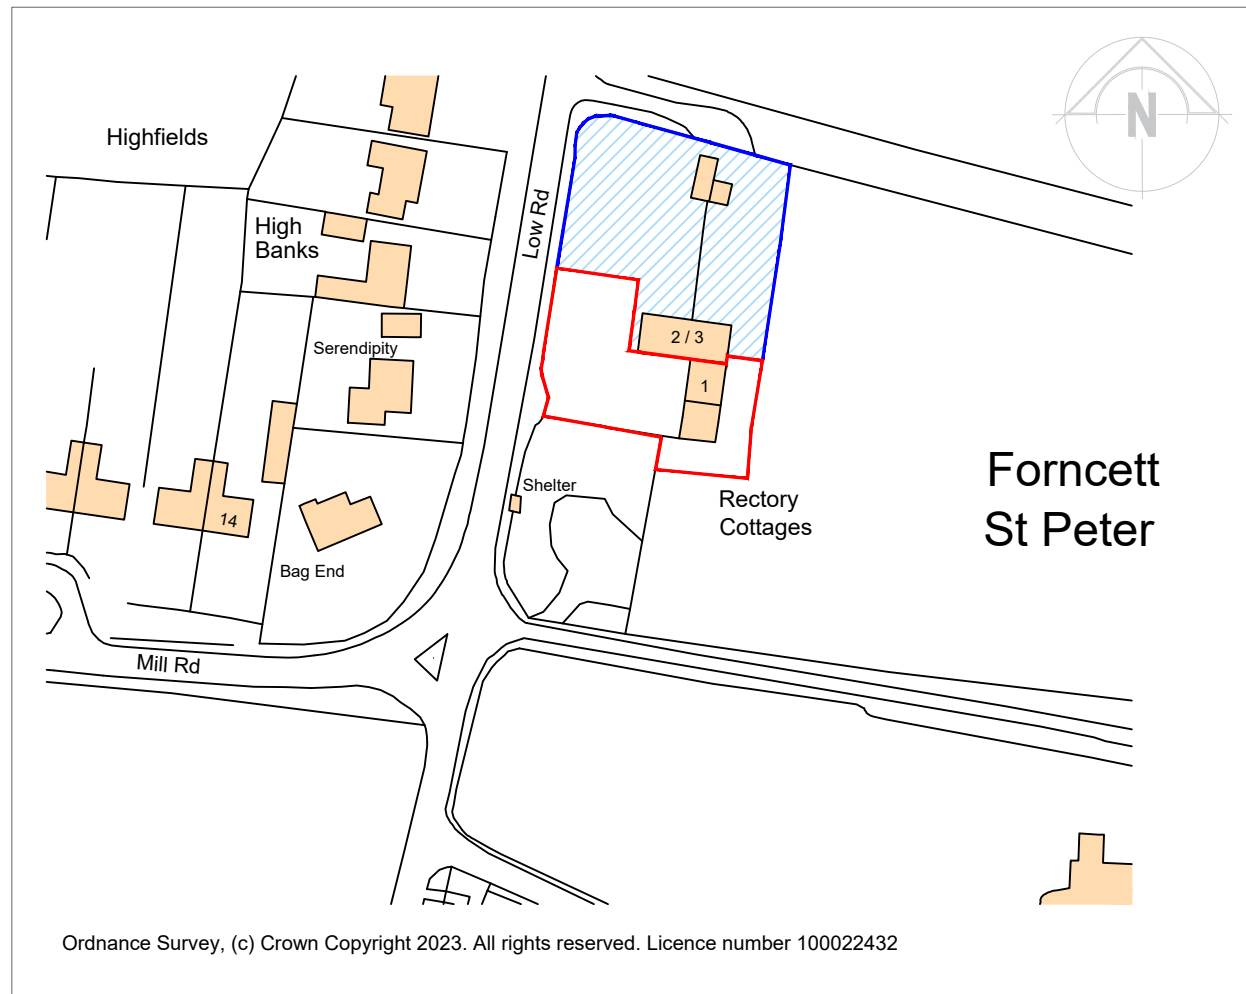 N
Highfields
High
Banks
Low Rd
Serendipity
2 / 3
1
Shelter
Rectory
Cottages
Forncett
St Peter
14
Bag End
Mill Rd
Ordnance Survey, (c) Crown Copyright 2023. All rights reserved. Licence number 100022432